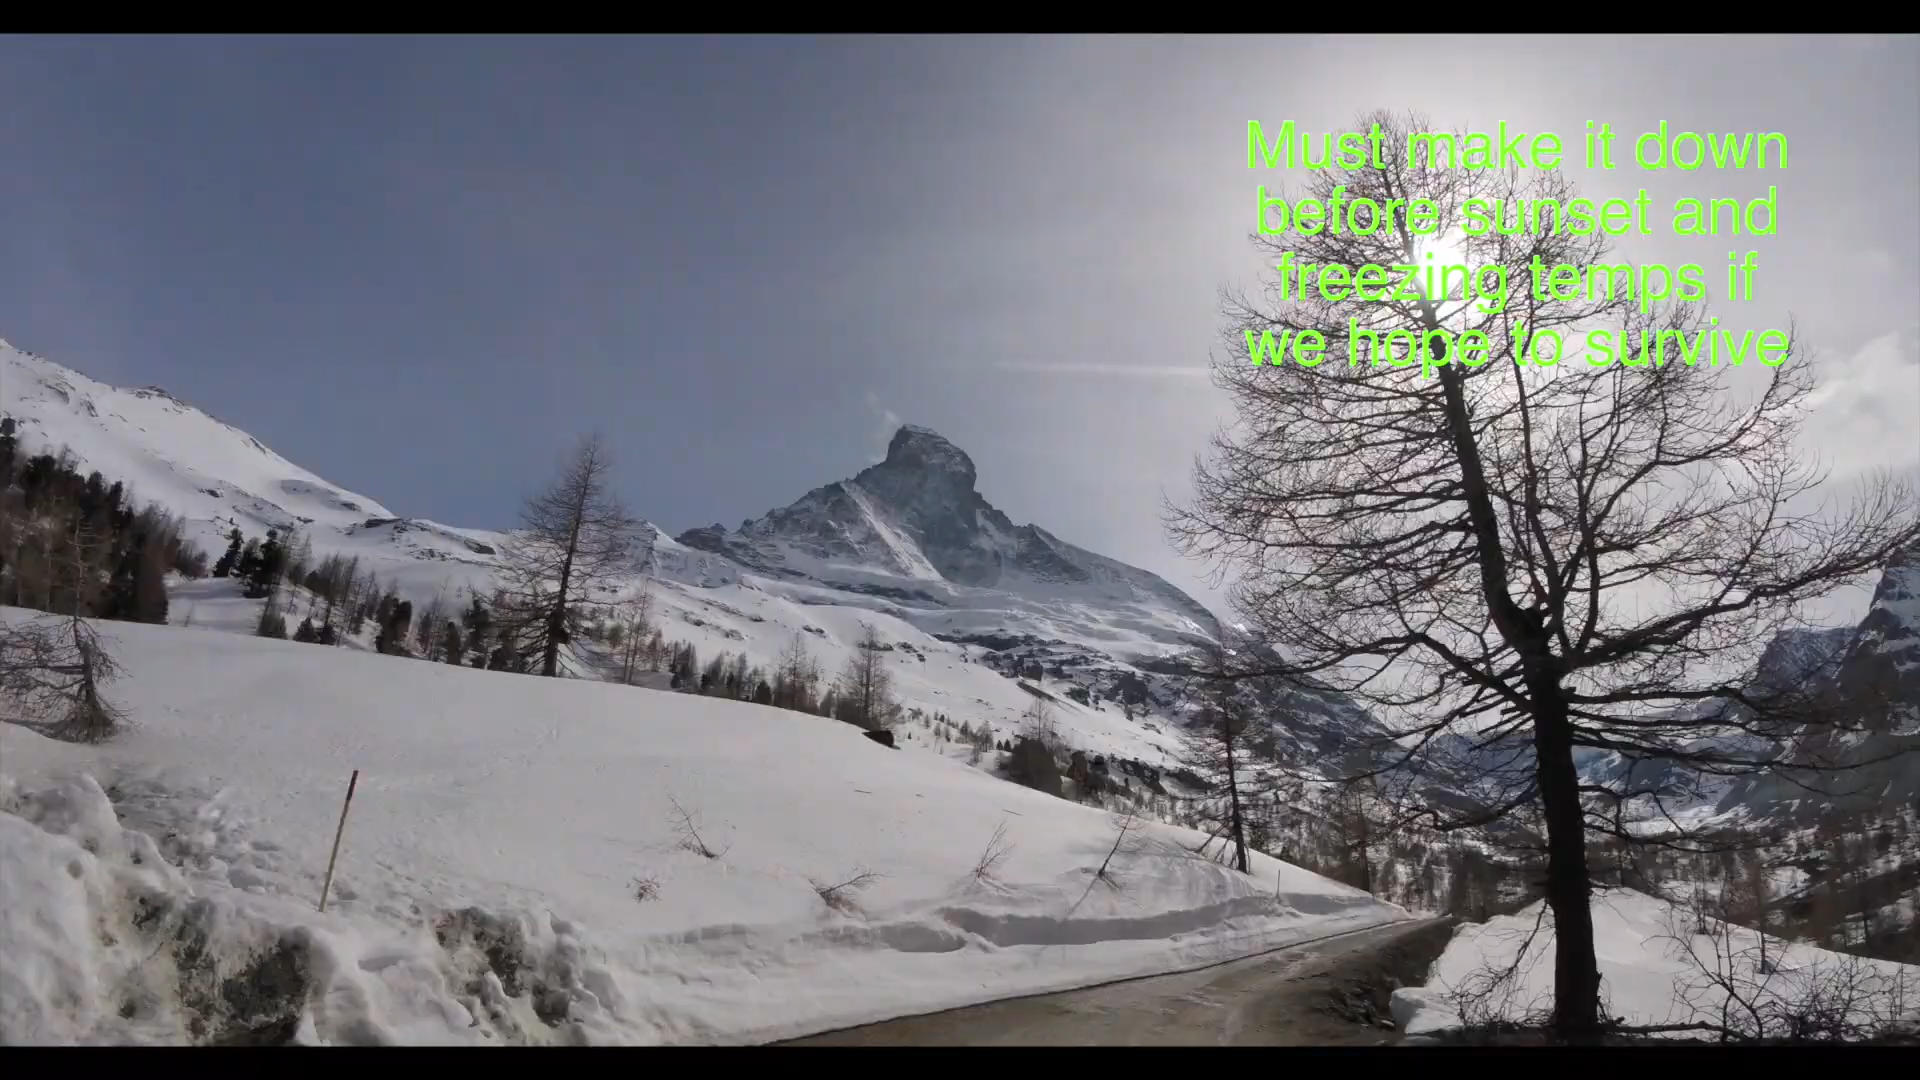 Must make it down
before sunset and
freezing temps if
we hope to survive